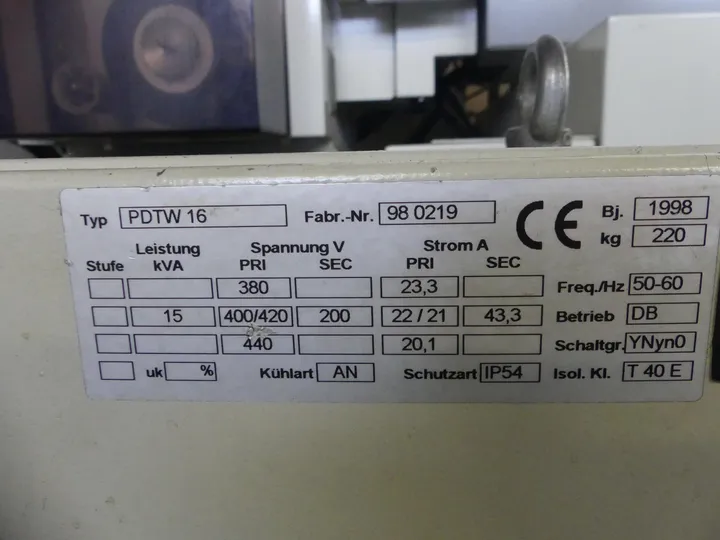 Typ PDTW 16 Fabr.-Nr. 98 0219 CE Bj. 1998
kg 220
Leistung Spannung V Strom A
Stufe kVA PRI SEC PRI SEC
380 23,3 Freq./Hz 50-60
15 400/420 200 22 / 21 43,3 Betrieb DB
440 20,1 Schaltgr. YNyn0
uk % Kühlart AN Schutzart IP54 Isol. Kl. T 40 E